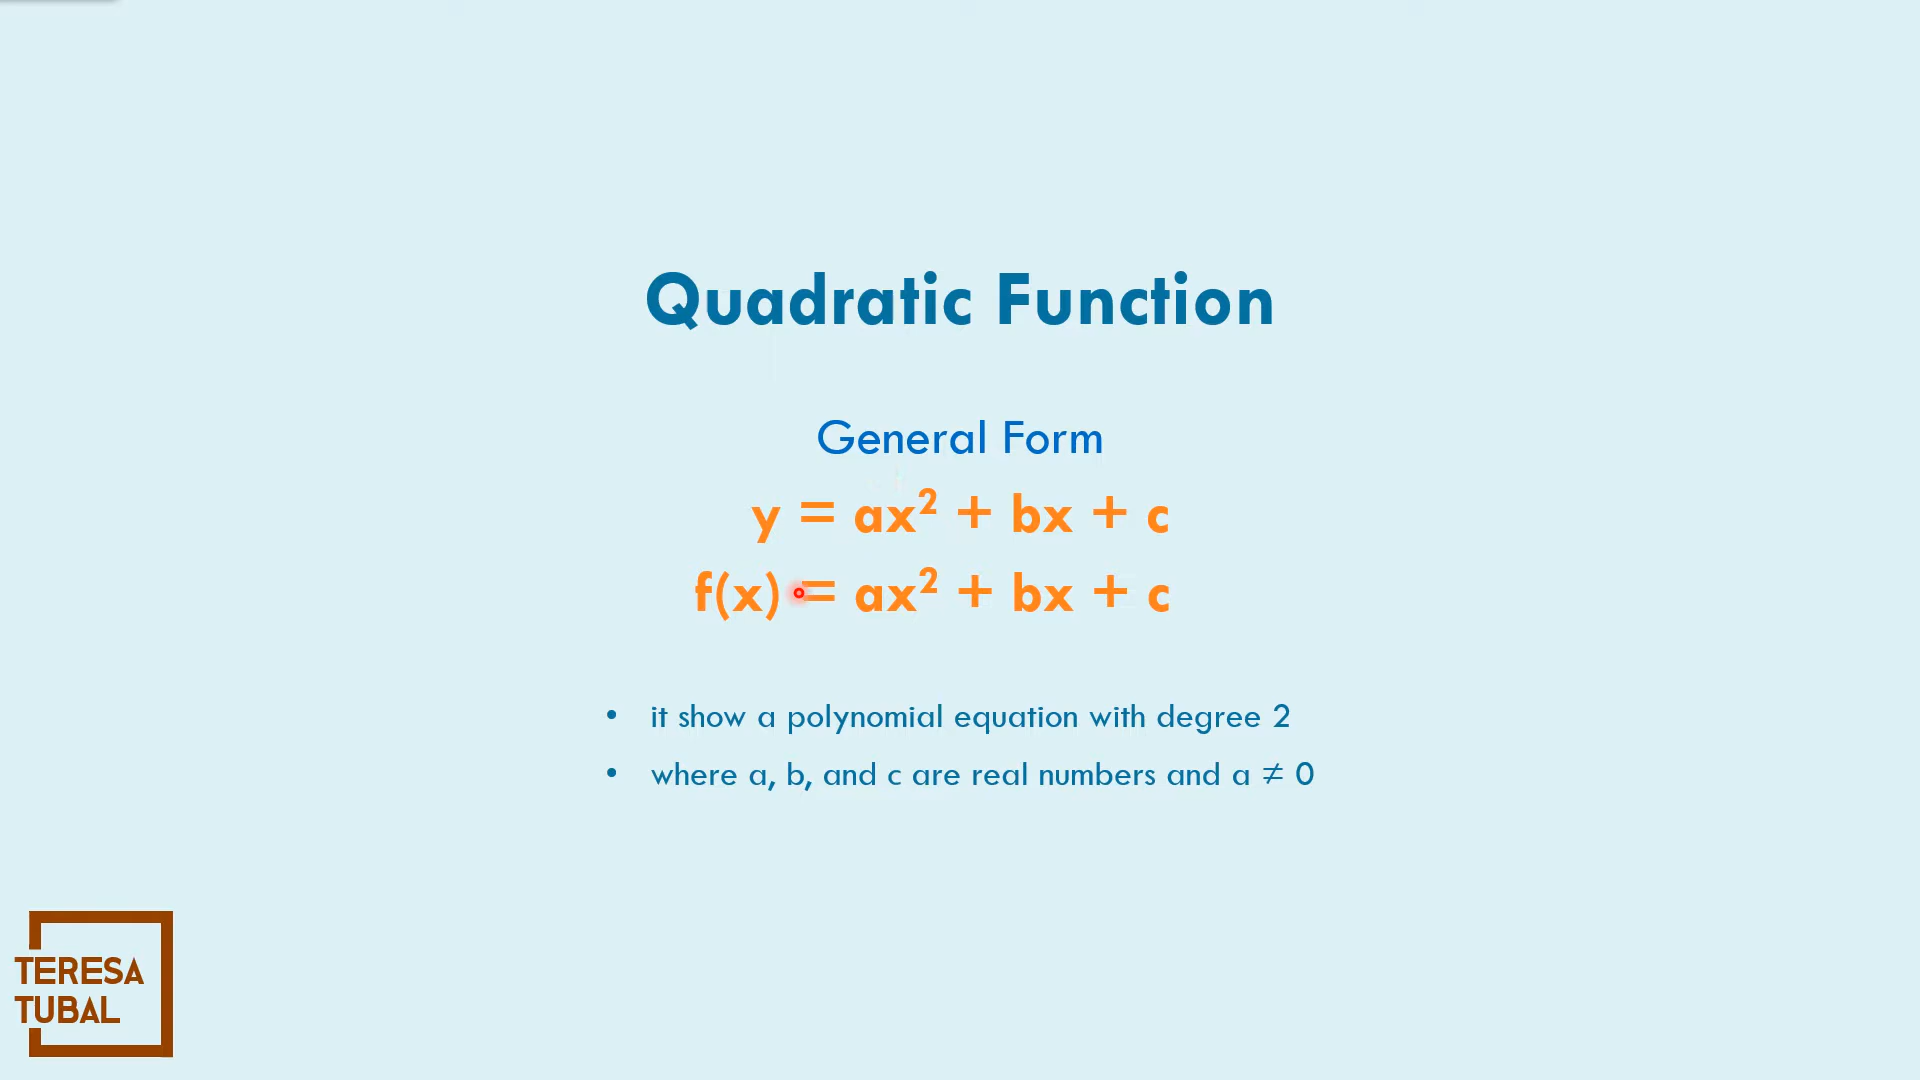 Quadratic Function
General Form
y = ax² + bx + c
f(x) = ax² + bx + c
• it show a polynomial equation with degree 2
• where a, b, and c are real numbers and a ≠ 0
TERESA
TUBAL